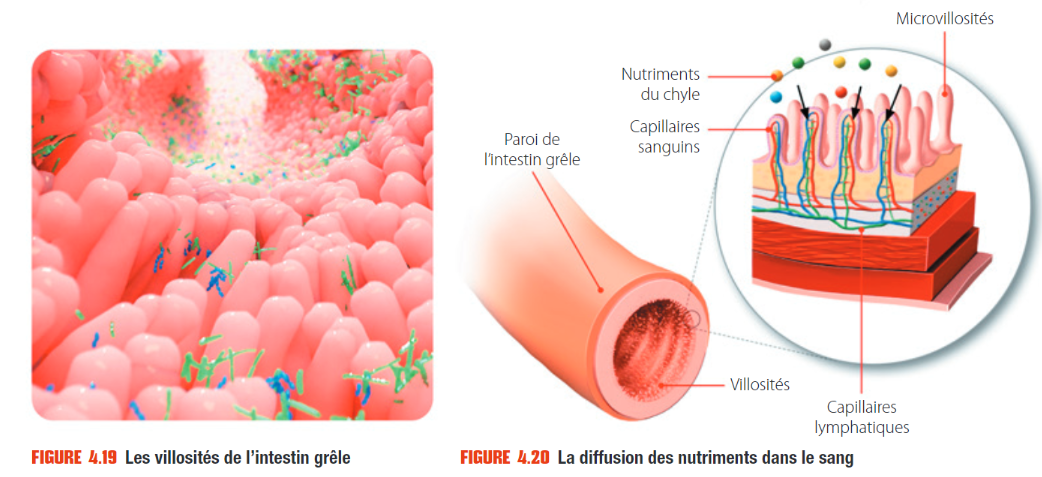 Microvillosités
Nutriments
du chyle
Capillaires
sanguins
Paroi de
l'intestin grêle
Villosités
Capillaires
lymphatiques
FIGURE 4.19 Les villosités de l'intestin grêle
FIGURE 4.20 La diffusion des nutriments dans le sang